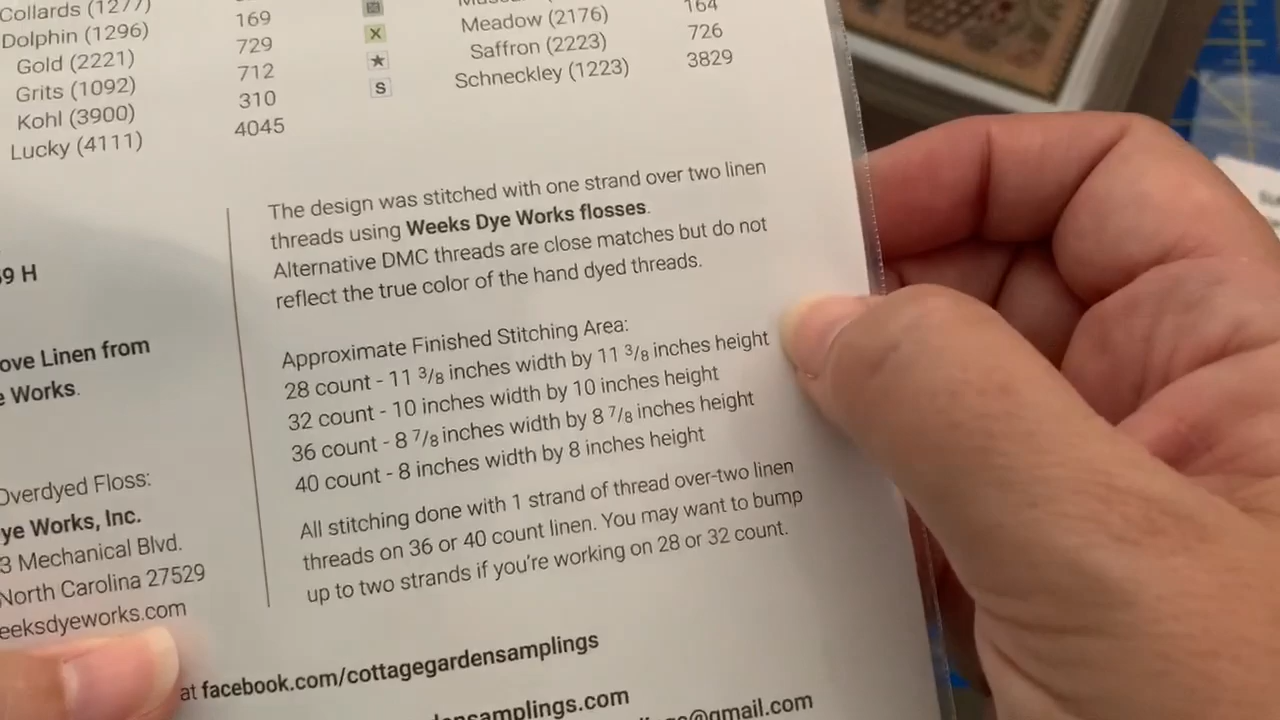 Collards (1277)
Dolphin (1296) 169
Gold (2221) 729
Grits (1092) 712
Kohl (3900) 310
Lucky (4111) 4045
164
X Meadow (2176) 726
★ Saffron (2223) 3829
S Schneckley (1223)
The design was stitched with one strand over two linen
threads using Weeks Dye Works flosses.
Alternative DMC threads are close matches but do not
reflect the true color of the hand dyed threads.
Approximate Finished Stitching Area:
28 count - 11 3/8 inches width by 11 3/8 inches height
32 count - 10 inches width by 10 inches height
36 count - 8 7/8 inches width by 8 7/8 inches height
40 count - 8 inches width by 8 inches height
All stitching done with 1 strand of thread over-two linen
threads on 36 or 40 count linen. You may want to bump
up to two strands if you're working on 28 or 32 count.
9 H
ove Linen from
e Works.
Overdyed Floss:
ye Works, Inc.
3 Mechanical Blvd.
North Carolina 27529
eeksdyeworks.com
at facebook.com/cottagegardensamplings
ensamplings.com
@gmail.com